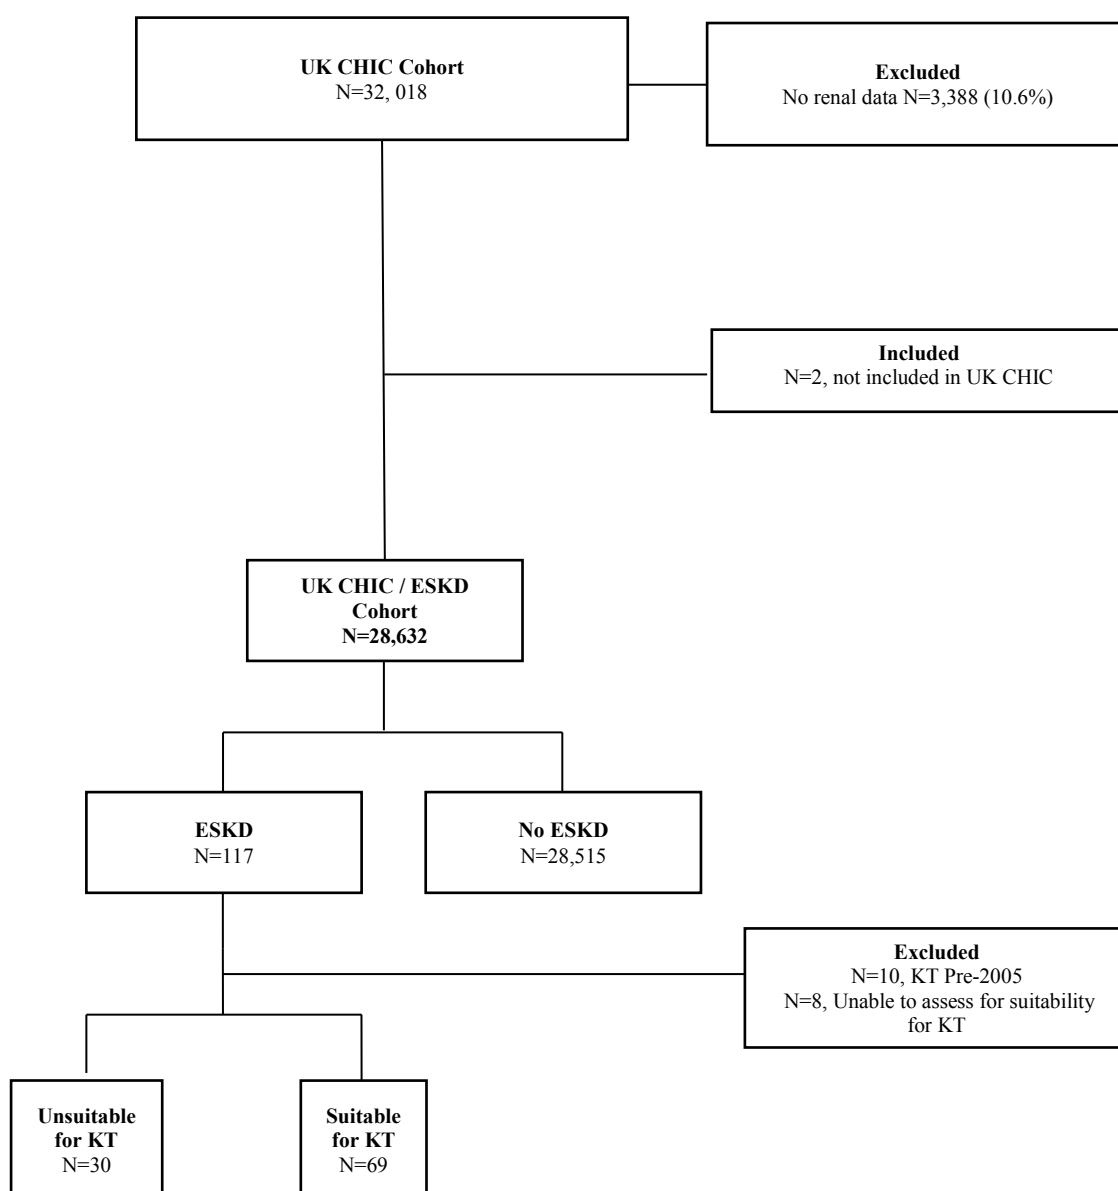 UK CHIC Cohort
N=32, 018
Excluded
No renal data N=3,388 (10.6%)
Included
N=2, not included in UK CHIC
UK CHIC / ESKD
Cohort
N=28,632
ESKD
N=117
No ESKD
N=28,515
Excluded
N=10, KT Pre-2005
N=8, Unable to assess for suitability
for KT
Unsuitable
for KT
N=30
Suitable
for KT
N=69